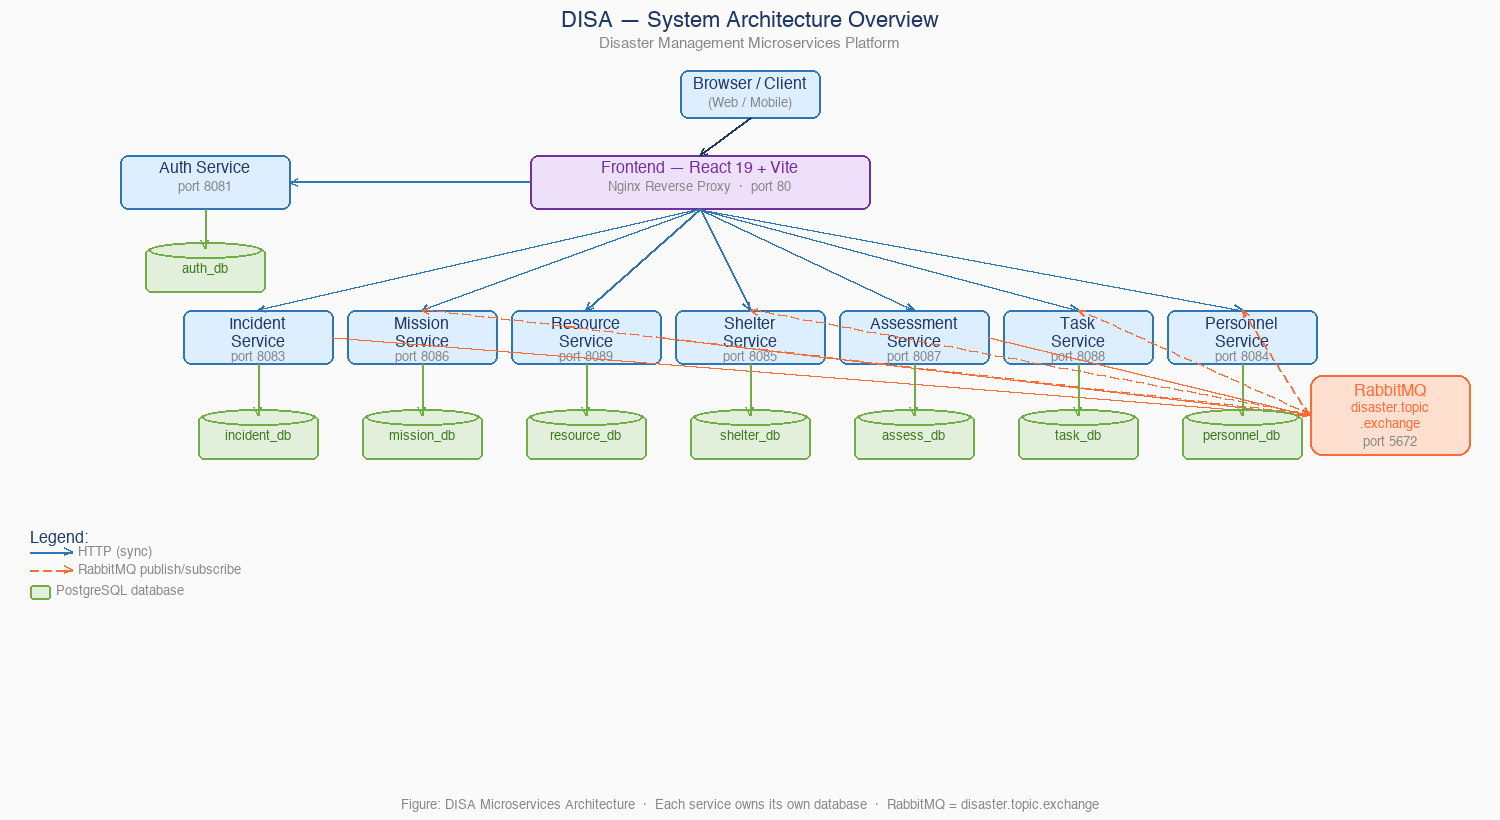 DISA — System Architecture Overview
Disaster Management Microservices Platform
Browser / Client
(Web / Mobile)
Auth Service
port 8081
Frontend — React 19 + Vite
Nginx Reverse Proxy · port 80
auth_db
Incident
Service
port 8083
Mission
Service
port 8086
Resource
Service
port 8089
Shelter
Service
port 8085
Assessment
Service
port 8087
Task
Service
port 8088
Personnel
Service
port 8084
RabbitMQ
disaster.topic
.exchange
port 5672
incident_db
mission_db
resource_db
shelter_db
assess_db
task_db
personnel_db
Legend:
HTTP (sync)
RabbitMQ publish/subscribe
PostgreSQL database
Figure: DISA Microservices Architecture · Each service owns its own database · RabbitMQ = disaster.topic.exchange